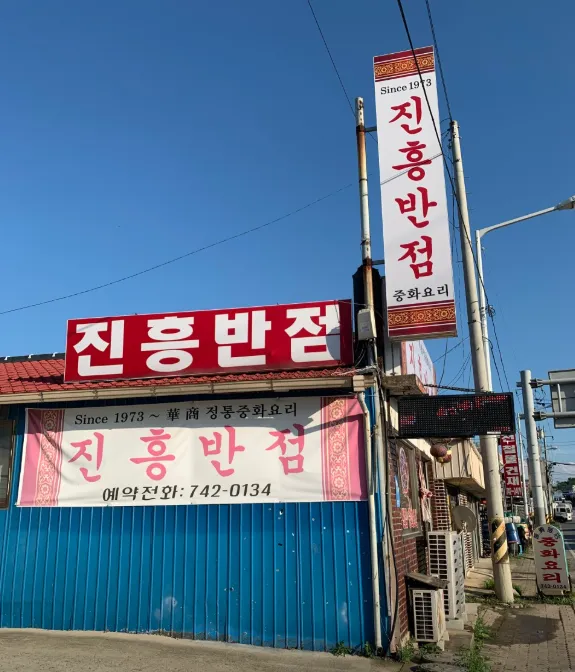 Since 1973
진흥반점
중화요리
진흥반점
Since 1973 ~ 華商 정통중화요리
진흥반점
예약전화: 742-0134
중화요리
742-0134